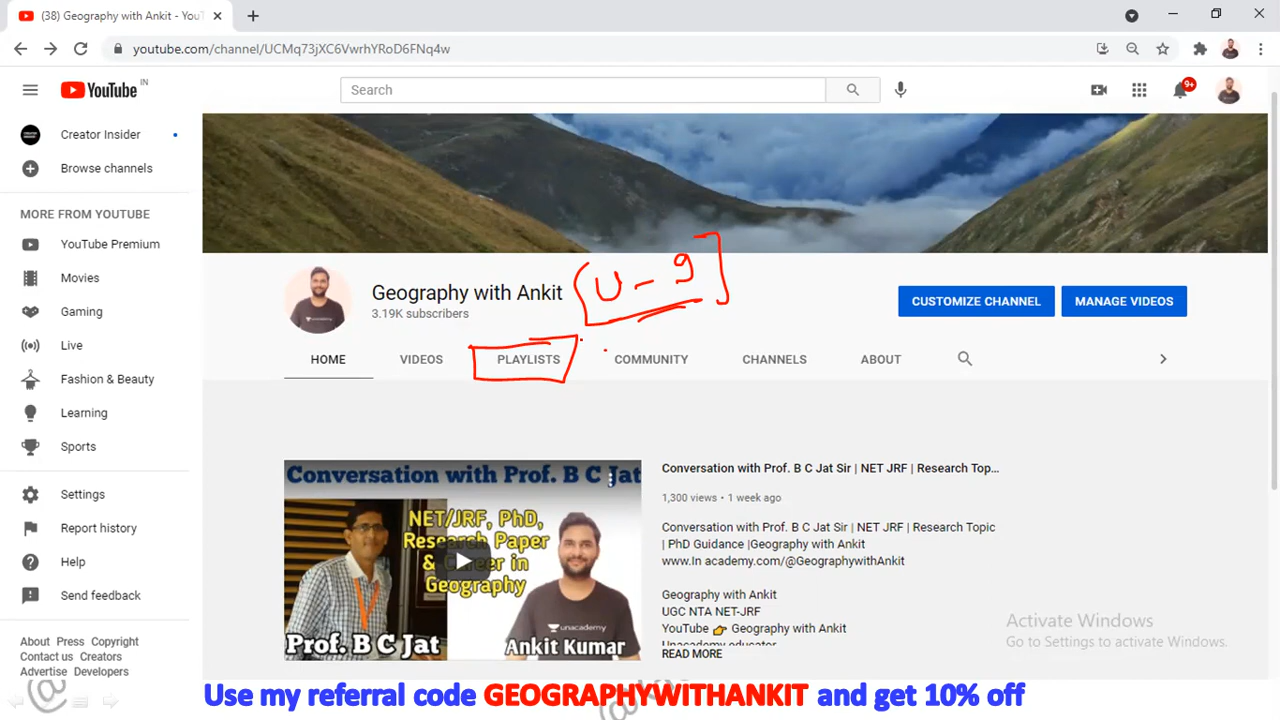 (38) Geography with Ankit - YouT
youtube.com/channel/UCMq73jXC6VwrhYRoD6FNq4w
YouTube IN
Search
9+
Creator Insider
Browse channels
MORE FROM YOUTUBE
YouTube Premium
Movies
Gaming
Live
Fashion & Beauty
Learning
Sports
Settings
Report history
Help
Send feedback
About Press Copyright
Contact us Creators
Advertise Developers
(U - 9]
Geography with Ankit
3.19K subscribers
CUSTOMIZE CHANNEL
MANAGE VIDEOS
HOME VIDEOS PLAYLISTS COMMUNITY CHANNELS ABOUT
Conversation with Prof. B C Jat
NET/JRF, PhD,
Research Paper
& Career in
Geography
unacademy
Prof. B C Jat
Ankit Kumar
Conversation with Prof. B C Jat Sir | NET JRF | Research Top...
1,300 views • 1 week ago
Conversation with Prof. B C Jat Sir | NET JRF | Research Topic
| PhD Guidance |Geography with Ankit
www.In academy.com/@GeographywithAnkit
Geography with Ankit
UGC NTA NET-JRF
YouTube 👉 Geography with Ankit
Unacademy educator
READ MORE
Activate Windows
Go to Settings to activate Windows.
Use my referral code GEOGRAPHYWITHANKIT and get 10% off